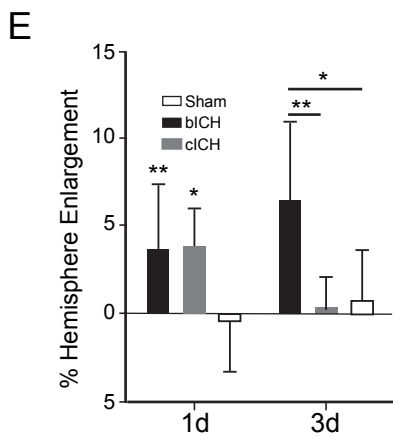 E
% Hemisphere Enlargement
15
10
5
0
5
Sham
bICH
cICH
**
*
**
*
1d
3d